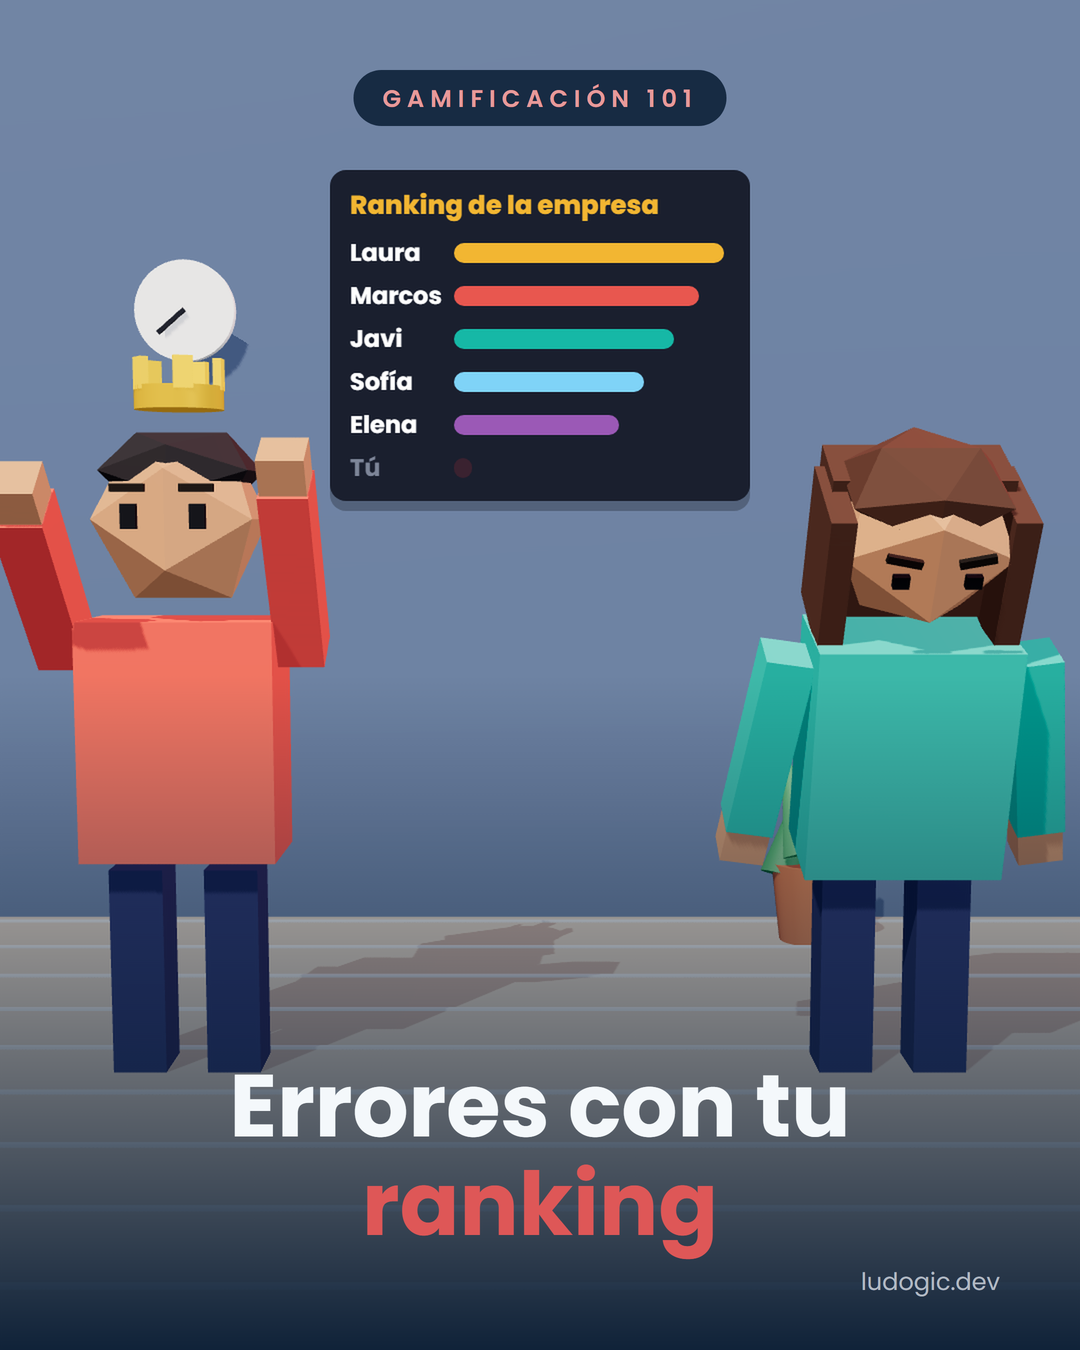 GAMIFICACIÓN 101
Ranking de la empresa
Laura
Marcos
Javi
Sofía
Elena
Tú
Errores con tu
ranking
ludogic.dev